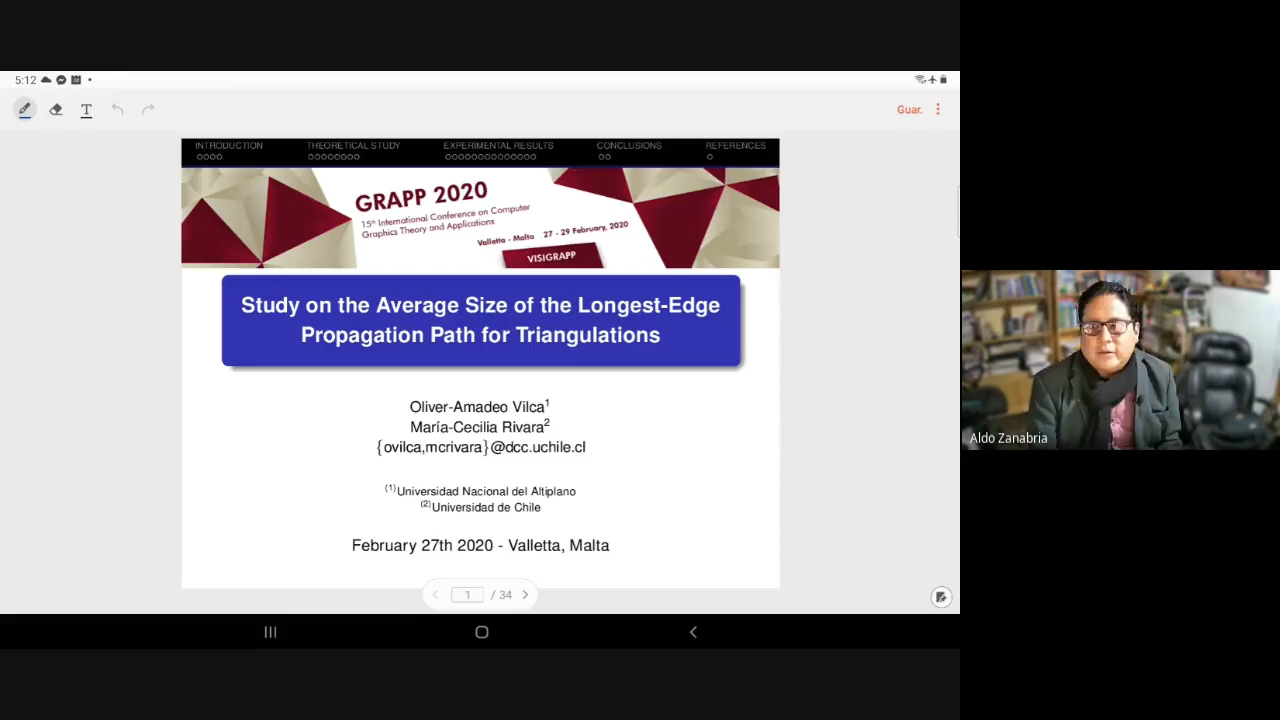 5:12
Guar.
INTRODUCTION THEORETICAL STUDY EXPERIMENTAL RESULTS CONCLUSIONS REFERENCES
GRAPP 2020
15th International Conference on Computer
Graphics Theory and Applications
Valletta - Malta 27 - 29 February, 2020
VISIGRAPP
Study on the Average Size of the Longest-Edge
Propagation Path for Triangulations
Oliver-Amadeo Vilca1
María-Cecilia Rivara2
{ovilca,mcrivara}@dcc.uchile.cl
(1)Universidad Nacional del Altiplano
(2)Universidad de Chile
February 27th 2020 - Valletta, Malta
1 / 34
Aldo Zanabria